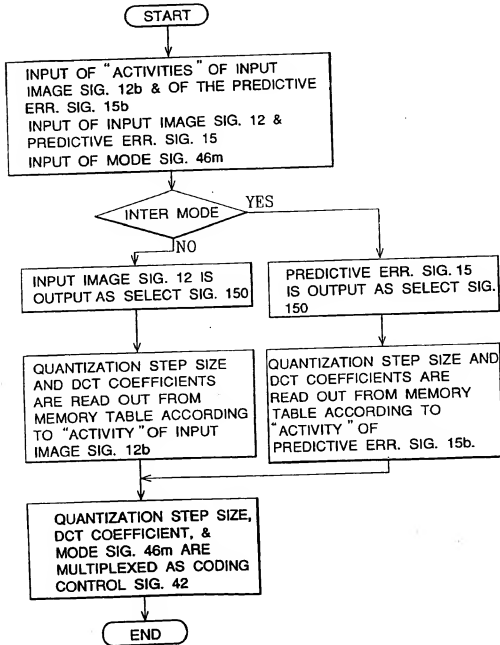 START
INPUT OF "ACTIVITIES" OF INPUT
IMAGE SIG. 12b & OF THE PREDICTIVE
ERR. SIG. 15b
INPUT OF INPUT IMAGE SIG. 12 &
PREDICTIVE ERR. SIG. 15
INPUT OF MODE SIG. 46m
INTER MODE
YES
NO
INPUT IMAGE SIG. 12 IS
OUTPUT AS SELECT SIG. 150
PREDICTIVE ERR. SIG. 15
IS OUTPUT AS SELECT SIG.
150
QUANTIZATION STEP SIZE
AND DCT COEFFICIENTS
ARE READ OUT FROM
MEMORY TABLE ACCORDING
TO "ACTIVITY" OF INPUT
IMAGE SIG. 12b
QUANTIZATION STEP SIZE AND
DCT COEFFICIENTS ARE
READ OUT FROM MEMORY
TABLE ACCORDING TO
"ACTIVITY" OF
PREDICTIVE ERR. SIG. 15b.
QUANTIZATION STEP SIZE,
DCT COEFFICIENT, &
MODE SIG. 46m ARE
MULTIPLEXED AS CODING
CONTROL SIG. 42
END